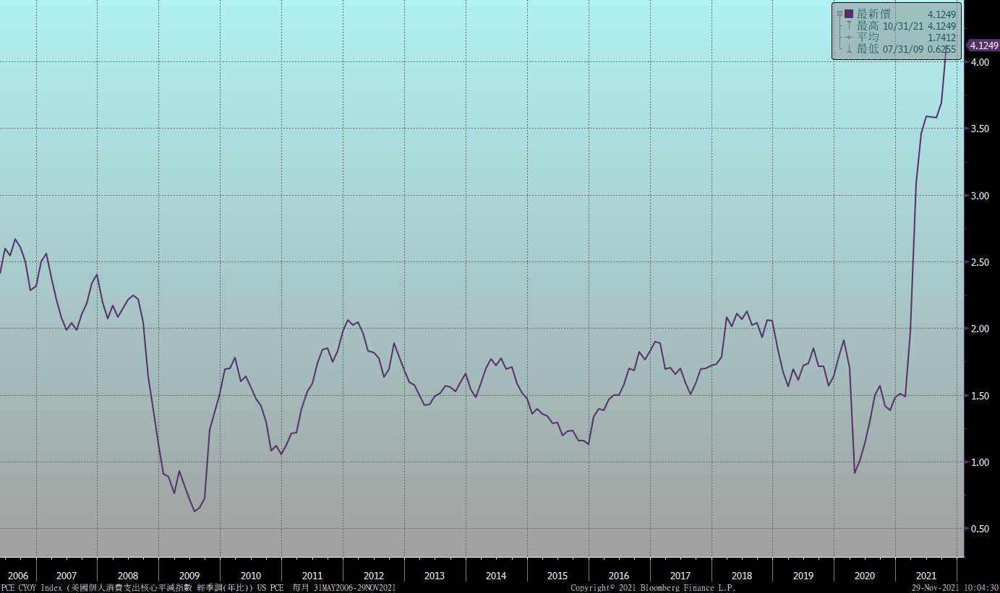 最新價 4.1249
最高 10/31/21 4.1249
平均 1.7412
最低 07/31/09 0.6255
4.1249
4.00
3.50
3.00
2.50
2.00
1.50
1.00
0.50
2006 2007 2008 2009 2010 2011 2012 2013 2014 2015 2016 2017 2018 2019 2020 2021
PCE CYOY Index (美國個人消費支出核心平減指數 經季調(年比)) US PCE 每月 31MAY2006-29NOV2021 Copyright© 2021 Bloomberg Finance L.P. 29-Nov-2021 10:04:30